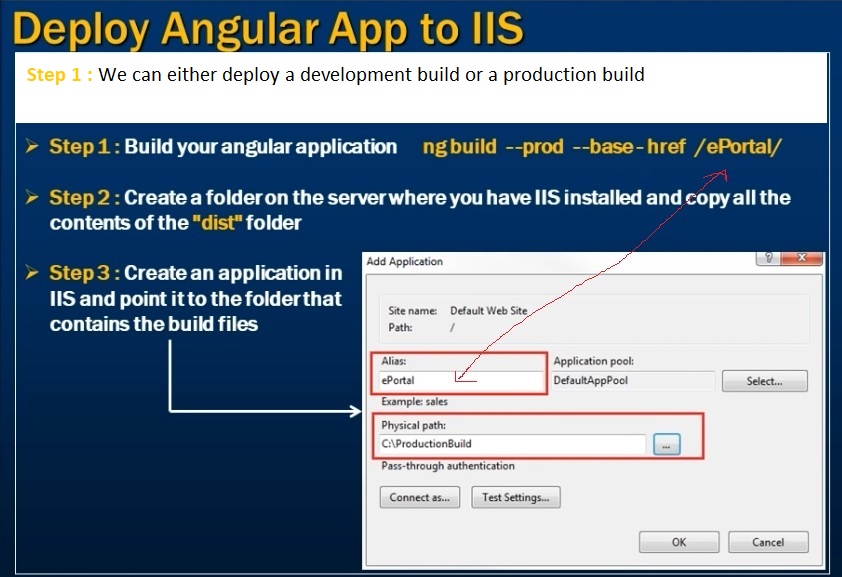 Deploy Angular App to IIS
Step 1 : We can either deploy a development build or a production build
Step 1 : Build your angular application ng build --prod --base-href /ePortal/
Step 2 : Create a folder on the server where you have IIS installed and copy all the
contents of the "dist" folder
Step 3 : Create an application in
IIS and point it to the folder that
contains the build files
Add Application
?
Site name: Default Web Site
Path: /
Alias: Application pool:
ePortal DefaultAppPool Select...
Example: sales
Physical path:
C:\ProductionBuild ...
Pass-through authentication
Connect as... Test Settings...
OK Cancel